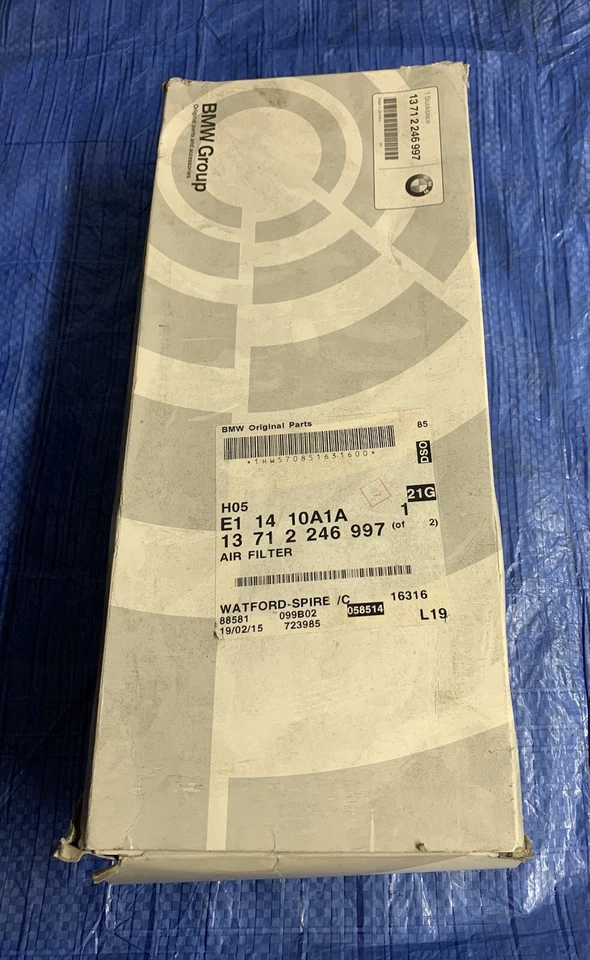 BMW Group
Original parts and accessories
1 Stück/piece
13 71 2 246 997
BMW Original Parts 85
*1HW570851631600*
DSO
21G
H05
E1 14 10A1A 1
13 71 2 246 997 (of 2)
AIR FILTER
WATFORD-SPIRE /C 16316
88581 099B02 058514
19/02/15 723985 L19